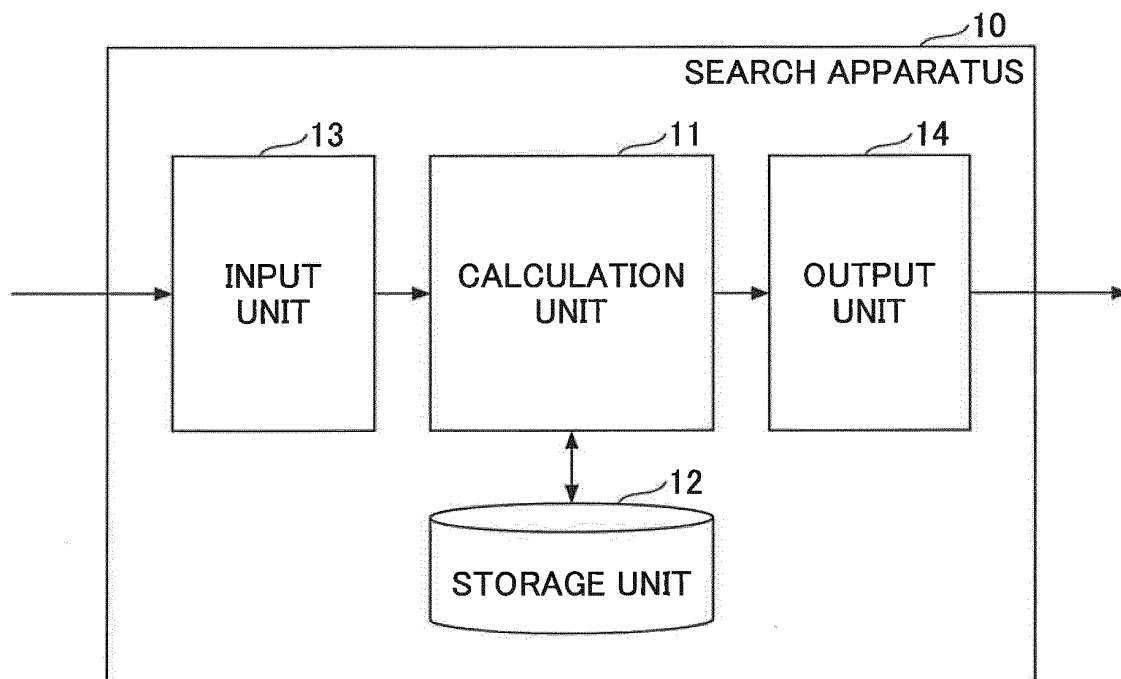 10
SEARCH APPARATUS
13
11
14
INPUT
UNIT
CALCULATION
UNIT
OUTPUT
UNIT
12
STORAGE UNIT